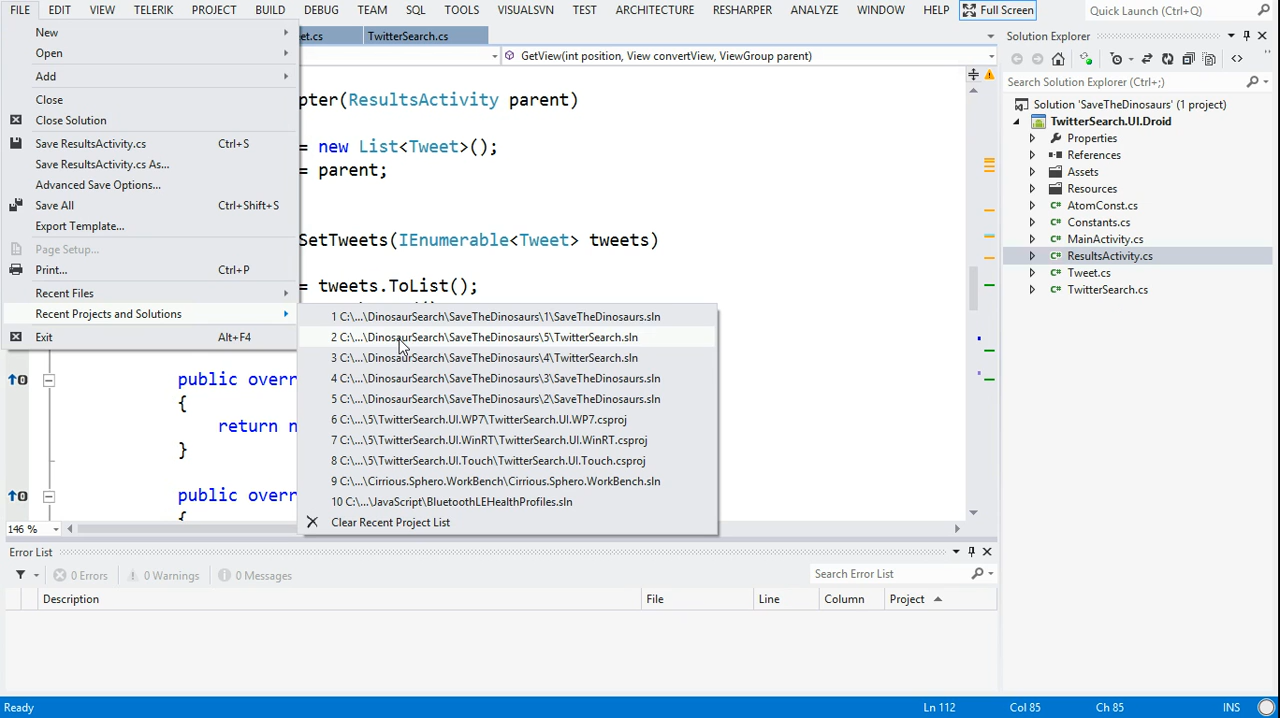 FILE EDIT VIEW TELERIK PROJECT BUILD DEBUG TEAM SQL TOOLS VISUALSVN TEST ARCHITECTURE RESHARPER ANALYZE WINDOW HELP Full Screen Quick Launch (Ctrl+Q)
et.cs TwitterSearch.cs
GetView(int position, View convertView, ViewGroup parent)
New
Open
Add
Close
Close Solution
Save ResultsActivity.cs Ctrl+S
Save ResultsActivity.cs As...
Advanced Save Options...
Save All Ctrl+Shift+S
Export Template...
Page Setup...
Print... Ctrl+P
Recent Files
Recent Projects and Solutions
Exit Alt+F4
1 C:\...\DinosaurSearch\SaveTheDinosaurs\1\SaveTheDinosaurs.sln
2 C:\...\DinosaurSearch\SaveTheDinosaurs\5\TwitterSearch.sln
3 C:\...\DinosaurSearch\SaveTheDinosaurs\4\TwitterSearch.sln
4 C:\...\DinosaurSearch\SaveTheDinosaurs\3\SaveTheDinosaurs.sln
5 C:\...\DinosaurSearch\SaveTheDinosaurs\2\SaveTheDinosaurs.sln
6 C:\...\5\TwitterSearch.UI.WP7\TwitterSearch.UI.WP7.csproj
7 C:\...\5\TwitterSearch.UI.WinRT\TwitterSearch.UI.WinRT.csproj
8 C:\...\5\TwitterSearch.UI.Touch\TwitterSearch.UI.Touch.csproj
9 C:\...\Cirrious.Sphero.WorkBench\Cirrious.Sphero.WorkBench.sln
10 C:\...\JavaScript\BluetoothLEHealthProfiles.sln
Clear Recent Project List
pter(ResultsActivity parent)
= new List<Tweet>();
= parent;
SetTweets(IEnumerable<Tweet> tweets)
= tweets.ToList();
public overr
{
return n
}
public overr
{
146 %
Solution Explorer
Search Solution Explorer (Ctrl+;)
Solution 'SaveTheDinosaurs' (1 project)
TwitterSearch.UI.Droid
Properties
References
Assets
Resources
AtomConst.cs
Constants.cs
MainActivity.cs
ResultsActivity.cs
Tweet.cs
TwitterSearch.cs
Error List
0 Errors 0 Warnings 0 Messages Search Error List
Description File Line Column Project
Ready Ln 112 Col 85 Ch 85 INS